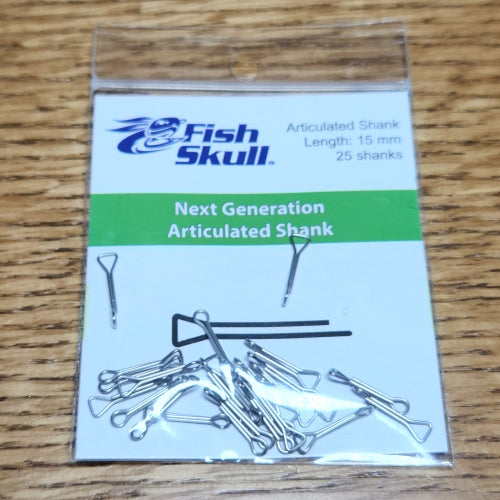 Fish
Skull
Articulated Shank
Length: 15 mm
25 shanks
Next Generation
Articulated Shank